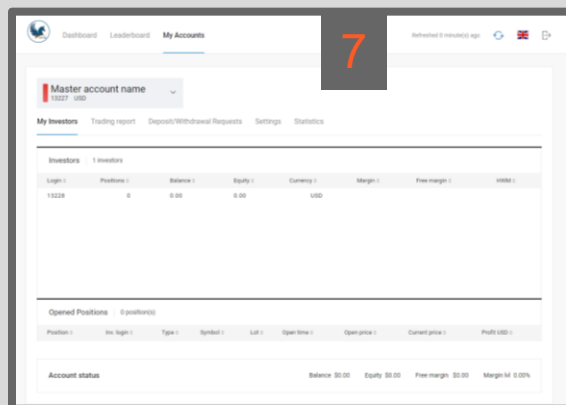 7
Dashboard Leaderboard My Accounts Refreshed 0 minute(s) ago
Master account name
13227 USD
My Investors Trading report Deposit/Withdrawal Requests Settings Statistics
Investors 1 investors
Login Positions Balance Equity Currency Margin Free margin HWM
13228 0 0.00 0.00 USD
Opened Positions 0 position(s)
Position Inv. login Type Symbol Lot Open time Open price Current price Profit USD
Account status Balance $0.00 Equity $0.00 Free margin $0.00 Margin lvl 0.00%